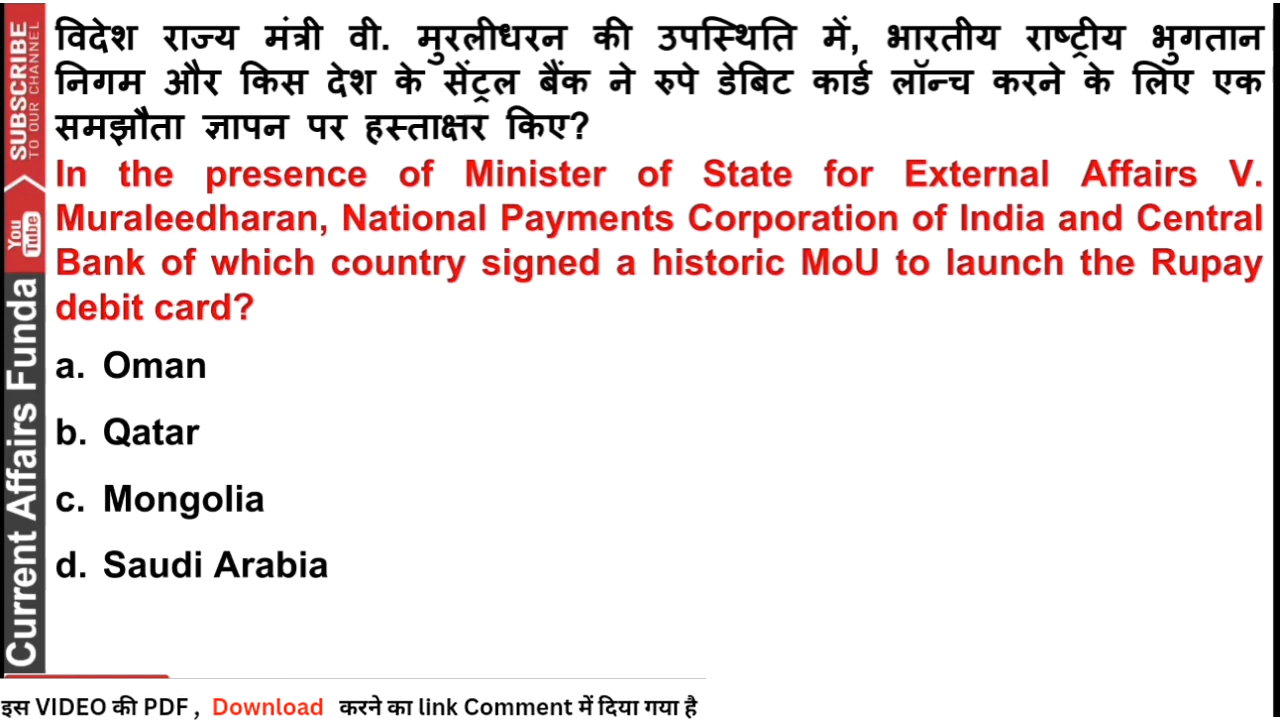 विदेश राज्य मंत्री वी. मुरलीधरन की उपस्थिति में, भारतीय राष्ट्रीय भुगतान
निगम और किस देश के सेंट्रल बैंक ने रुपे डेबिट कार्ड लॉन्च करने के लिए एक
समझौता ज्ञापन पर हस्ताक्षर किए?
In the presence of Minister of State for External Affairs V.
Muraleedharan, National Payments Corporation of India and Central
Bank of which country signed a historic MoU to launch the Rupay
debit card?
a. Oman
b. Qatar
c. Mongolia
d. Saudi Arabia
SUBSCRIBE
TO OUR CHANNEL
You
Tube
Current Affairs Funda
इस VIDEO की PDF , Download करने का link Comment में दिया गया है